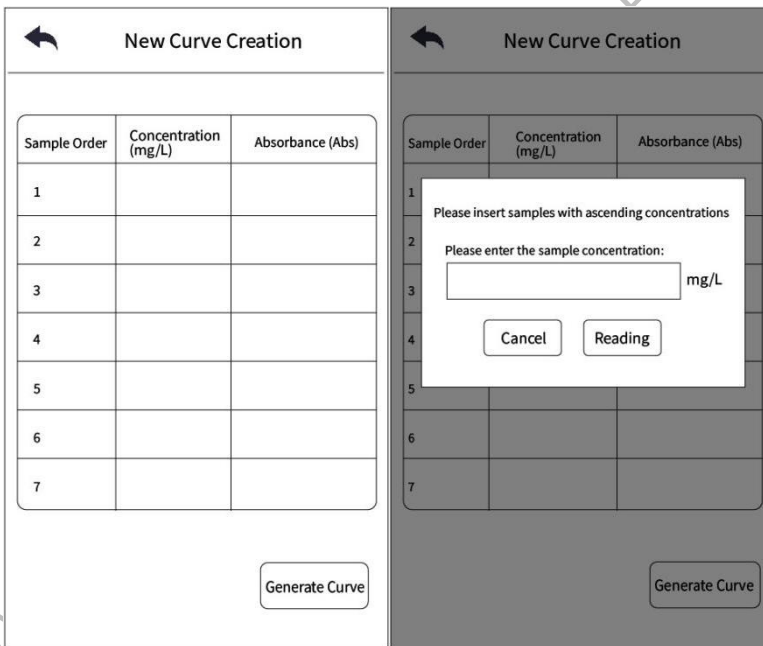 New Curve Creation
Sample Order
Concentration
(mg/L)
Absorbance (Abs)
1
2
3
4
5
6
7
Generate Curve
New Curve Creation
Sample Order
Concentration
(mg/L)
Absorbance (Abs)
1
2
3
4
5
6
7
Please insert samples with ascending concentrations
Please enter the sample concentration:
mg/L
Cancel
Reading
Generate Curve